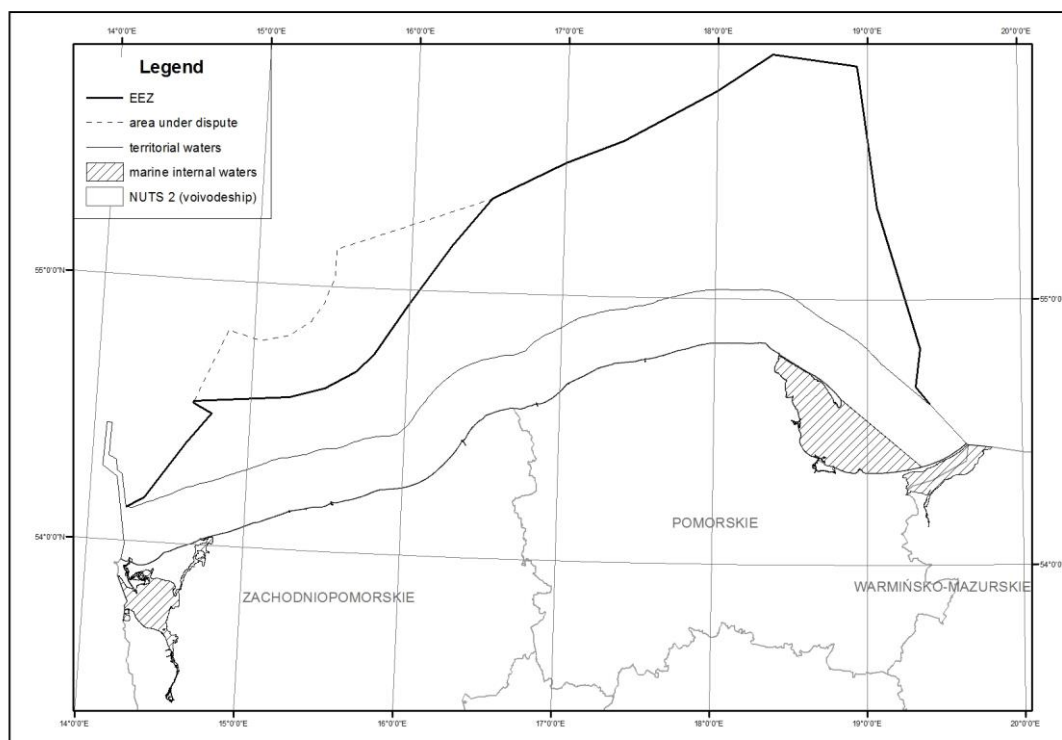 14°0'0"E 15°0'0"E 16°0'0"E 17°0'0"E 18°0'0"E 19°0'0"E 20°0'0"E
Legend
EEZ
area under dispute
territorial waters
marine internal waters
NUTS 2 (voivodeship)
55°0'0"N
55°0'0"N
54°0'0"N
54°0'0"N
POMORSKIE
WARMIŃSKO-MAZURSKIE
ZACHODNIOPOMORSKIE
14°0'0"E 15°0'0"E 16°0'0"E 17°0'0"E 18°0'0"E 19°0'0"E 20°0'0"E